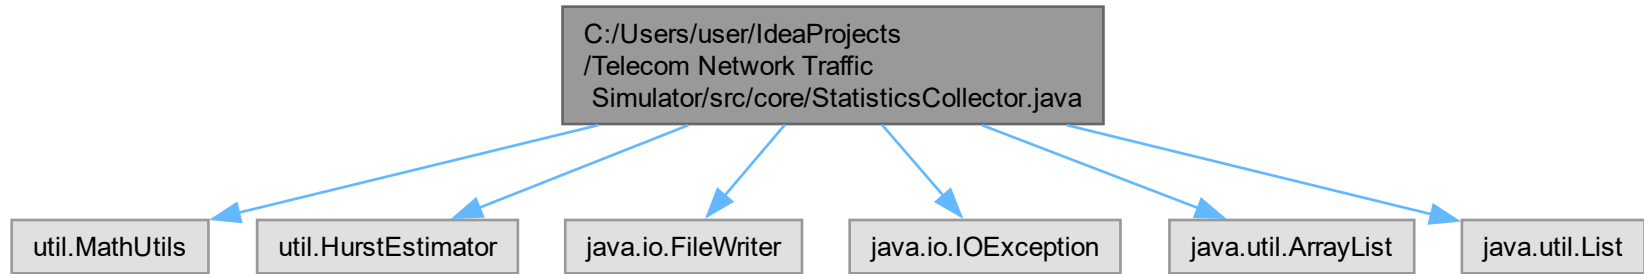 C:/Users/user/IdeaProjects
/Telecom Network Traffic
Simulator/src/core/StatisticsCollector.java
util.MathUtils
util.HurstEstimator
java.io.FileWriter
java.io.IOException
java.util.ArrayList
java.util.List